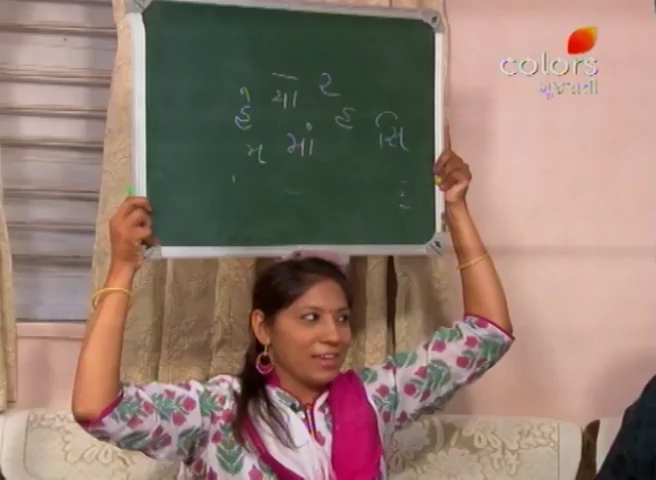 colors
ગુજરાતી
યા ર
હે હ સિ
મ માં